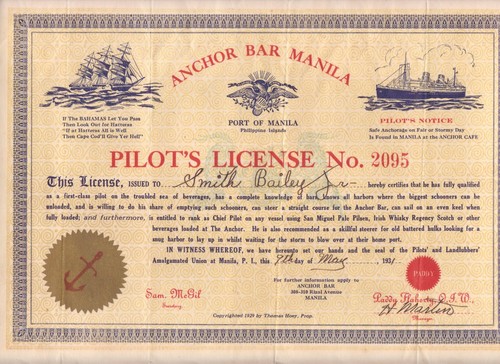 ANCHOR BAR MANILA
If The BAHAMAS Let You Pass
Then Look Out for Hatteras
"If at Hatteras All is Well
Then Cape Cod'll Give Yer Hell"
PORT OF MANILA
Philippine Islands
PILOT'S NOTICE
Safe Anchorage on Fair or Stormy Day
Is Found in MANILA at the ANCHOR CAFE
PILOT'S LICENSE No. 2095
This License, ISSUED TO Smith Bailey Jr hereby certifies that he has fully qualified
as a first-class pilot on the troubled sea of beverages, has a complete knowledge of bars, knows all harbors where the biggest schooners can be
unloaded, and is willing to do his share of emptying such schooners, can steer a straight course for the Anchor Bar, can sail on an even keel when
fully loaded; and furthermore, is entitled to rank as Chief Pilot on any vessel using San Miguel Pale Pilsen, Irish Whisky Regency Scotch or other
beverages loaded at The Anchor. He is also recommended as a skillful steerer for old battered hulks looking for a
snug harbor to lay up in whilst waiting for the storm to blow over at their home port.
IN WITNESS WHEREOF, we have hereunto set our hands and the seal of the Pilots' and Landlubbers'
Amalgamated Union at Manila, P. I., this 9th day of May, 1931.
For further information apply to
ANCHOR BAR
Rizal Avenue
MANILA
PADDY
Sam. McGil
Secretary
Paddy Flaherty, O.F.W.,
H Martin
Manager.
Copyright 1929 by Thomas Mony. Prop.